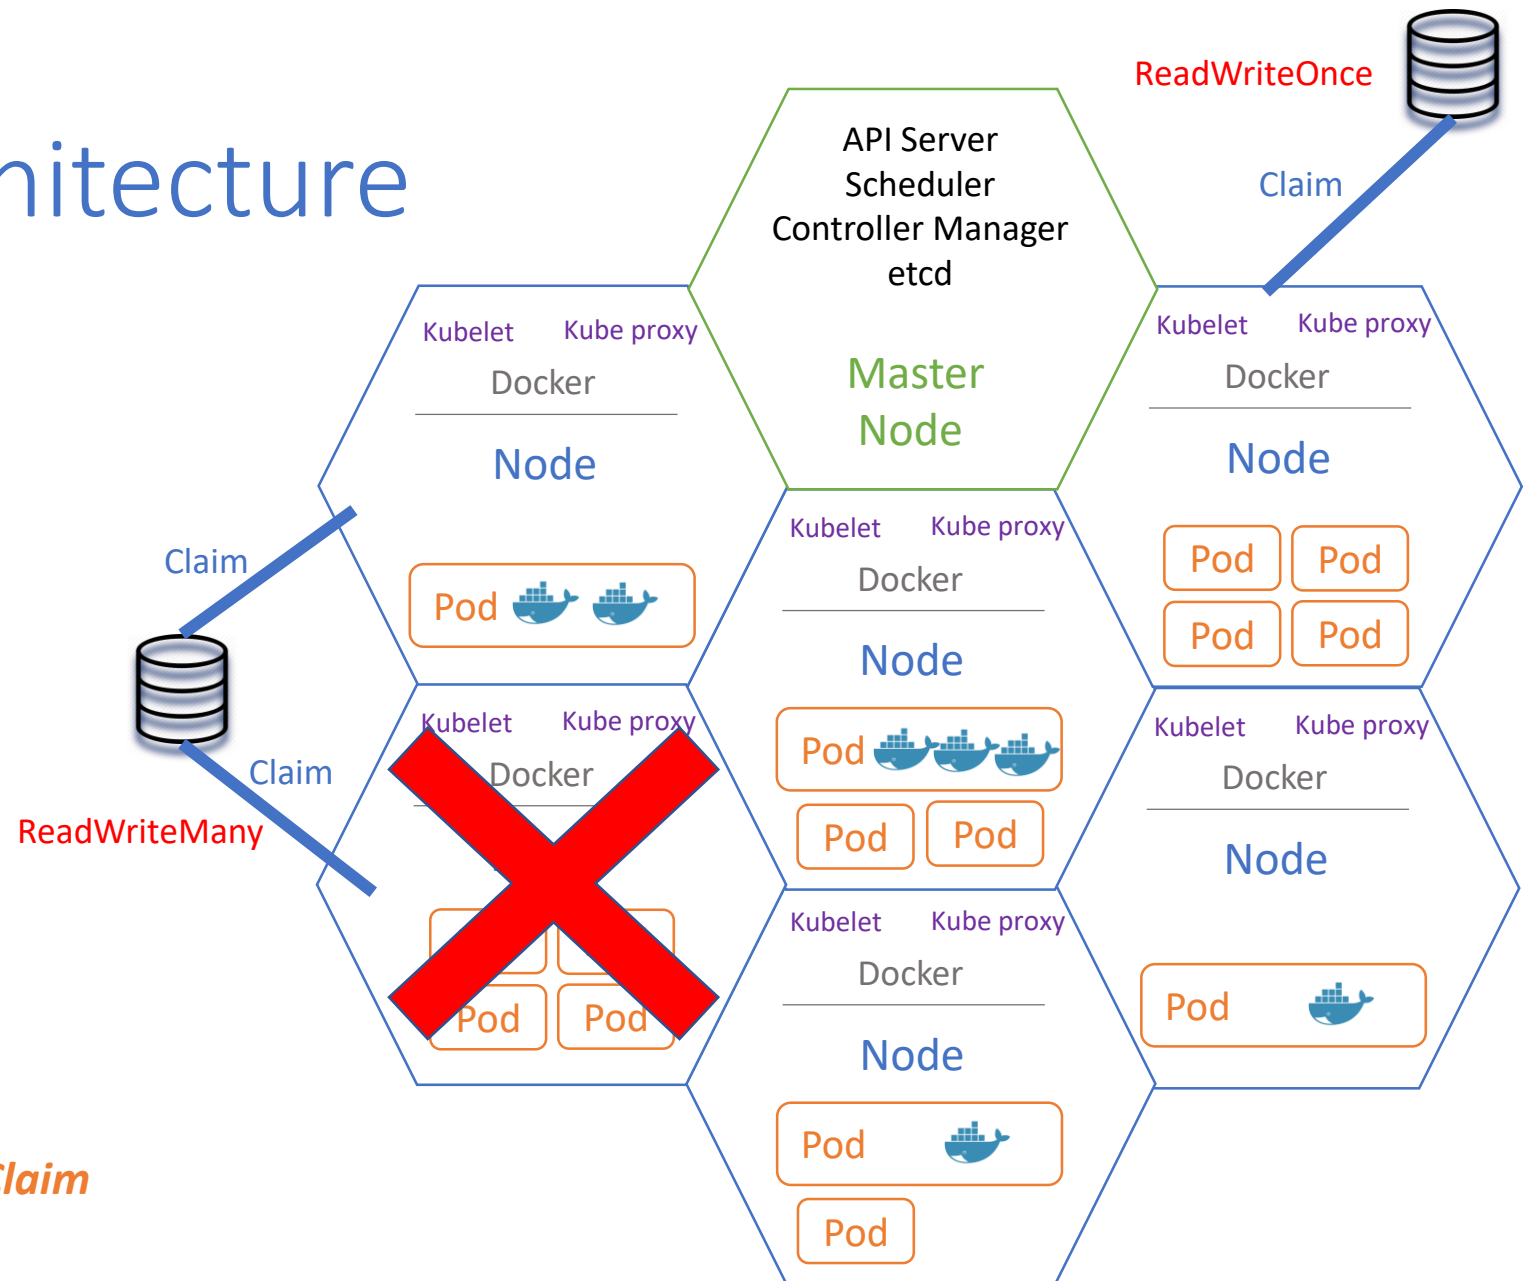 hitecture
ReadWriteOnce
Claim
API Server
Scheduler
Controller Manager
etcd
Master
Node
Kubelet Kube proxy
Docker
Node
Pod
Claim
Kubelet Kube proxy
Docker
Node
Pod Pod
Pod Pod
Kubelet Kube proxy
Docker
Node
Pod
Pod Pod
Claim
ReadWriteMany
Kubelet Kube proxy
Docker
Pod Pod
Kubelet Kube proxy
Docker
Node
Pod
Kubelet Kube proxy
Docker
Node
Pod
Pod
Claim